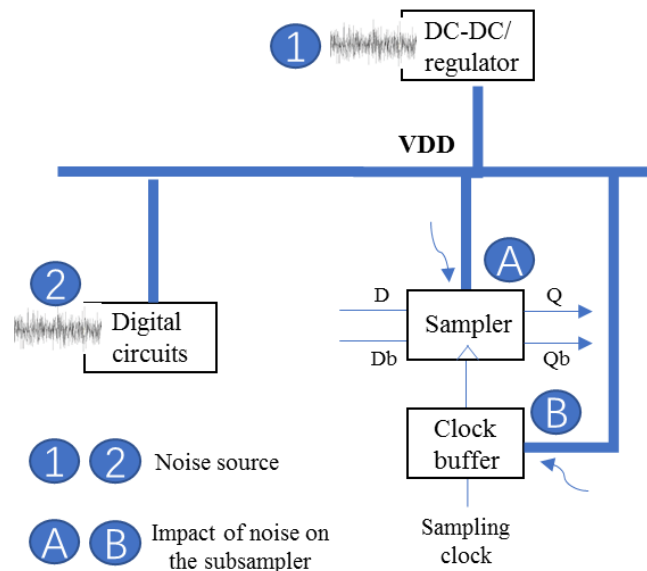 1
DC-DC/
regulator
VDD
2
Digital
circuits
A
D
Q
Sampler
Db
Qb
B
Clock
buffer
1 2 Noise source
Sampling
clock
A B Impact of noise on
the subsampler